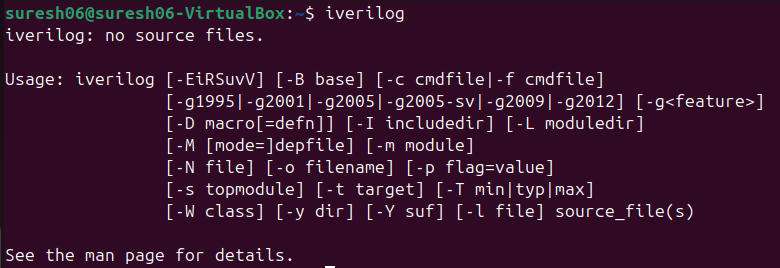 suresh06@suresh06-VirtualBox:~$ iverilog
iverilog: no source files.
Usage: iverilog [-EiRSuvV] [-B base] [-c cmdfile|-f cmdfile]
[-g1995|-g2001|-g2005|-g2005-sv|-g2009|-g2012] [-g<feature>]
[-D macro[=defn]] [-I includedir] [-L moduledir]
[-M [mode=]depfile] [-m module]
[-N file] [-o filename] [-p flag=value]
[-s topmodule] [-t target] [-T min|typ|max]
[-W class] [-y dir] [-Y suf] [-l file] source_file(s)
See the man page for details.